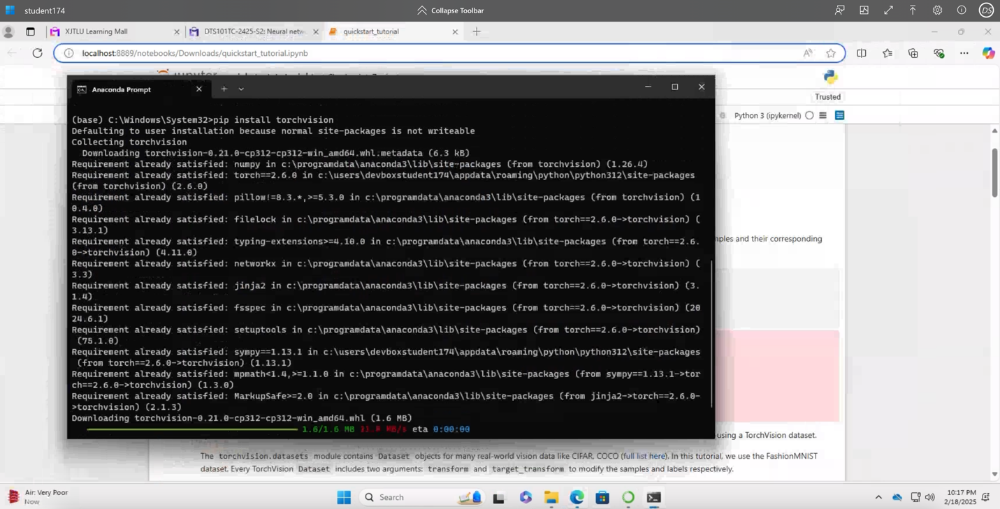 student174
Collapse Toolbar
DS
XJTLU Learning Mall
DTS101TC-2425-S2: Neural netw
quickstart_tutorial
localhost:8889/notebooks/Downloads/quickstart_tutorial.ipynb
Trusted
Python 3 (ipykernel)
Anaconda Prompt
(base) C:\Windows\System32>pip install torchvision
Defaulting to user installation because normal site-packages is not writeable
Collecting torchvision
Downloading torchvision-0.21.0-cp312-cp312-win_amd64.whl.metadata (6.3 kB)
Requirement already satisfied: numpy in c:\programdata\anaconda3\lib\site-packages (from torchvision) (1.26.4)
Requirement already satisfied: torch==2.6.0 in c:\users\devboxstudent174\appdata\roaming\python\python312\site-packages
(from torchvision) (2.6.0)
Requirement already satisfied: pillow!=8.3.*,>=5.3.0 in c:\programdata\anaconda3\lib\site-packages (from torchvision) (1
0.4.0)
Requirement already satisfied: filelock in c:\programdata\anaconda3\lib\site-packages (from torch==2.6.0->torchvision) (
3.13.1)
Requirement already satisfied: typing-extensions>=4.10.0 in c:\programdata\anaconda3\lib\site-packages (from torch==2.6.
0->torchvision) (4.11.0)
Requirement already satisfied: networkx in c:\programdata\anaconda3\lib\site-packages (from torch==2.6.0->torchvision) (
3.3)
Requirement already satisfied: jinja2 in c:\programdata\anaconda3\lib\site-packages (from torch==2.6.0->torchvision) (3.
1.4)
Requirement already satisfied: fsspec in c:\programdata\anaconda3\lib\site-packages (from torch==2.6.0->torchvision) (20
24.6.1)
Requirement already satisfied: setuptools in c:\programdata\anaconda3\lib\site-packages (from torch==2.6.0->torchvision)
(75.1.0)
Requirement already satisfied: sympy==1.13.1 in c:\users\devboxstudent174\appdata\roaming\python\python312\site-packages
(from torch==2.6.0->torchvision) (1.13.1)
Requirement already satisfied: mpmath<1.4,>=1.1.0 in c:\programdata\anaconda3\lib\site-packages (from sympy==1.13.1->tor
ch==2.6.0->torchvision) (1.3.0)
Requirement already satisfied: MarkupSafe>=2.0 in c:\programdata\anaconda3\lib\site-packages (from jinja2->torch==2.6.0-
>torchvision) (2.1.3)
Downloading torchvision-0.21.0-cp312-cp312-win_amd64.whl (1.6 MB)
1.6/1.6 MB MB/s eta 0:00:00
mples and their corresponding
using a TorchVision dataset.
The torchvision.datasets module contains Dataset objects for many real-world vision data like CIFAR, COCO (full list here). In this tutorial, we use the FashionMNIST
dataset. Every TorchVision Dataset includes two arguments: transform and target_transform to modify the samples and labels respectively.
Air: Very Poor
Now
Search
10:17 PM
2/18/2025